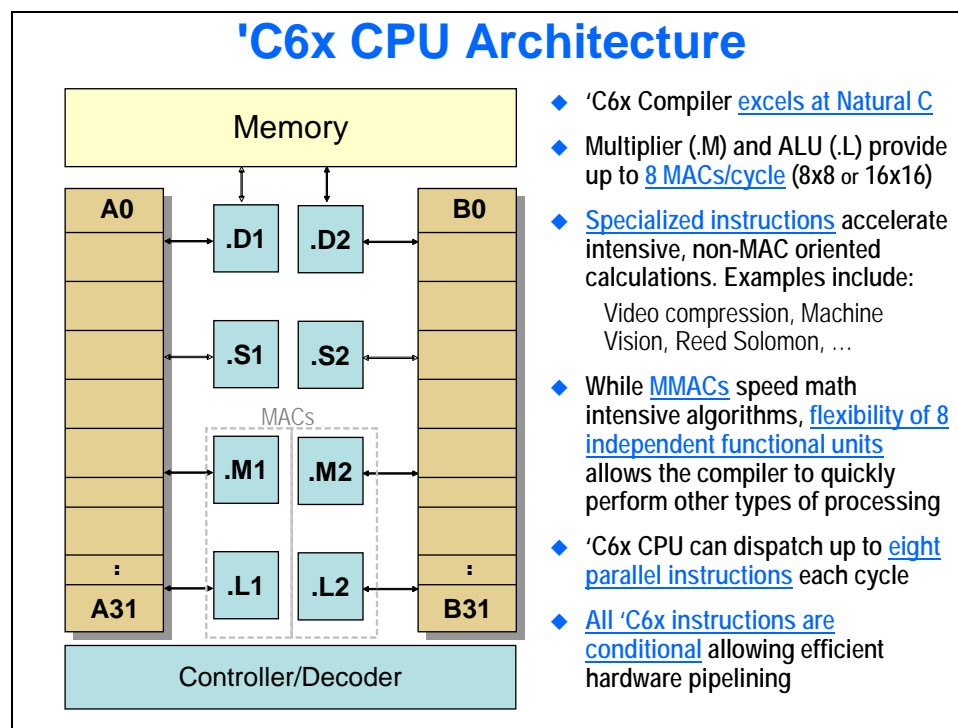 'C6x CPU Architecture
Memory
A0
B0
.D1
.D2
.S1
.S2
MACs
.M1
.M2
.L1
.L2
:
:
A31
B31
Controller/Decoder
‘C6x Compiler excels at Natural C
Multiplier (.M) and ALU (.L) provide
up to 8 MACs/cycle (8x8 or 16x16)
Specialized instructions accelerate
intensive, non-MAC oriented
calculations. Examples include:
Video compression, Machine
Vision, Reed Solomon, …
While MMACs speed math
intensive algorithms, flexibility of 8
independent functional units
allows the compiler to quickly
perform other types of processing
‘C6x CPU can dispatch up to eight
parallel instructions each cycle
All ‘C6x instructions are
conditional allowing efficient
hardware pipelining